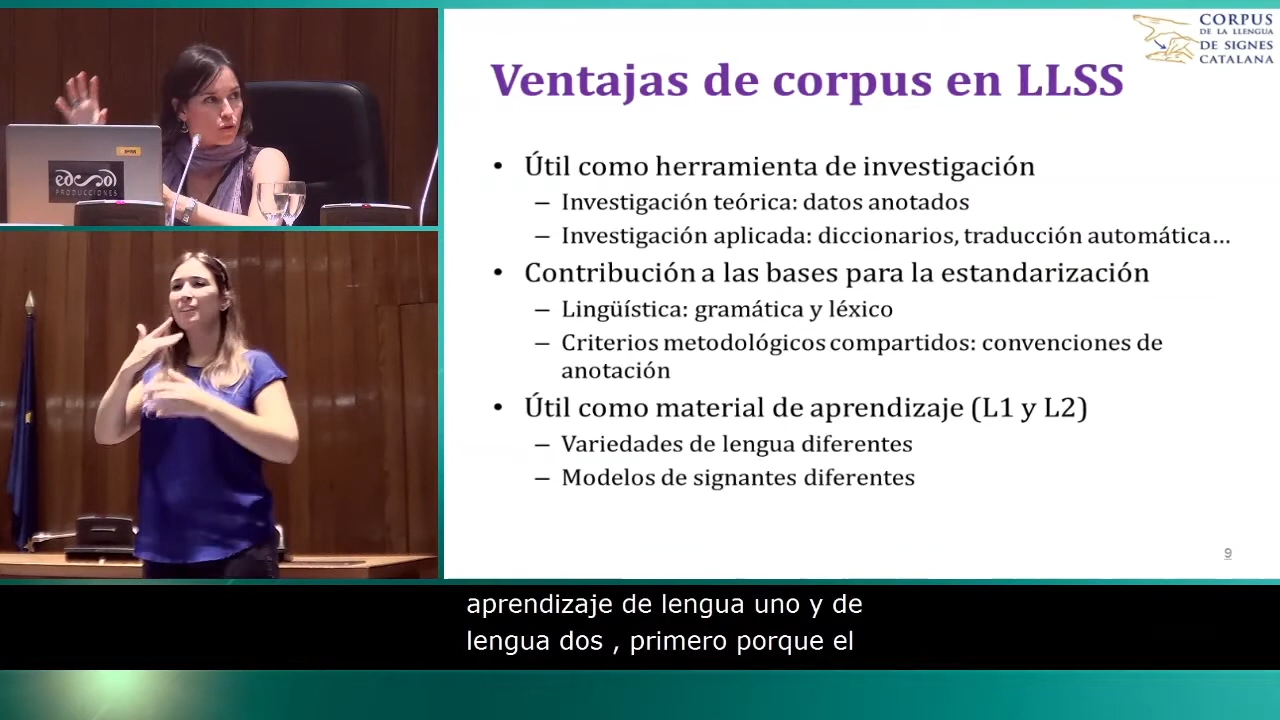 CORPUS
DE LA LLENGUA
DE SIGNES
CATALANA
Ventajas de corpus en LLSS
• Útil como herramienta de investigación
– Investigación teórica: datos anotados
– Investigación aplicada: diccionarios, traducción automática…
• Contribución a las bases para la estandarización
– Lingüística: gramática y léxico
– Criterios metodológicos compartidos: convenciones de
anotación
• Útil como material de aprendizaje (L1 y L2)
– Variedades de lengua diferentes
– Modelos de signantes diferentes
9
PRODUCCIONES
aprendizaje de lengua uno y de
lengua dos , primero porque el